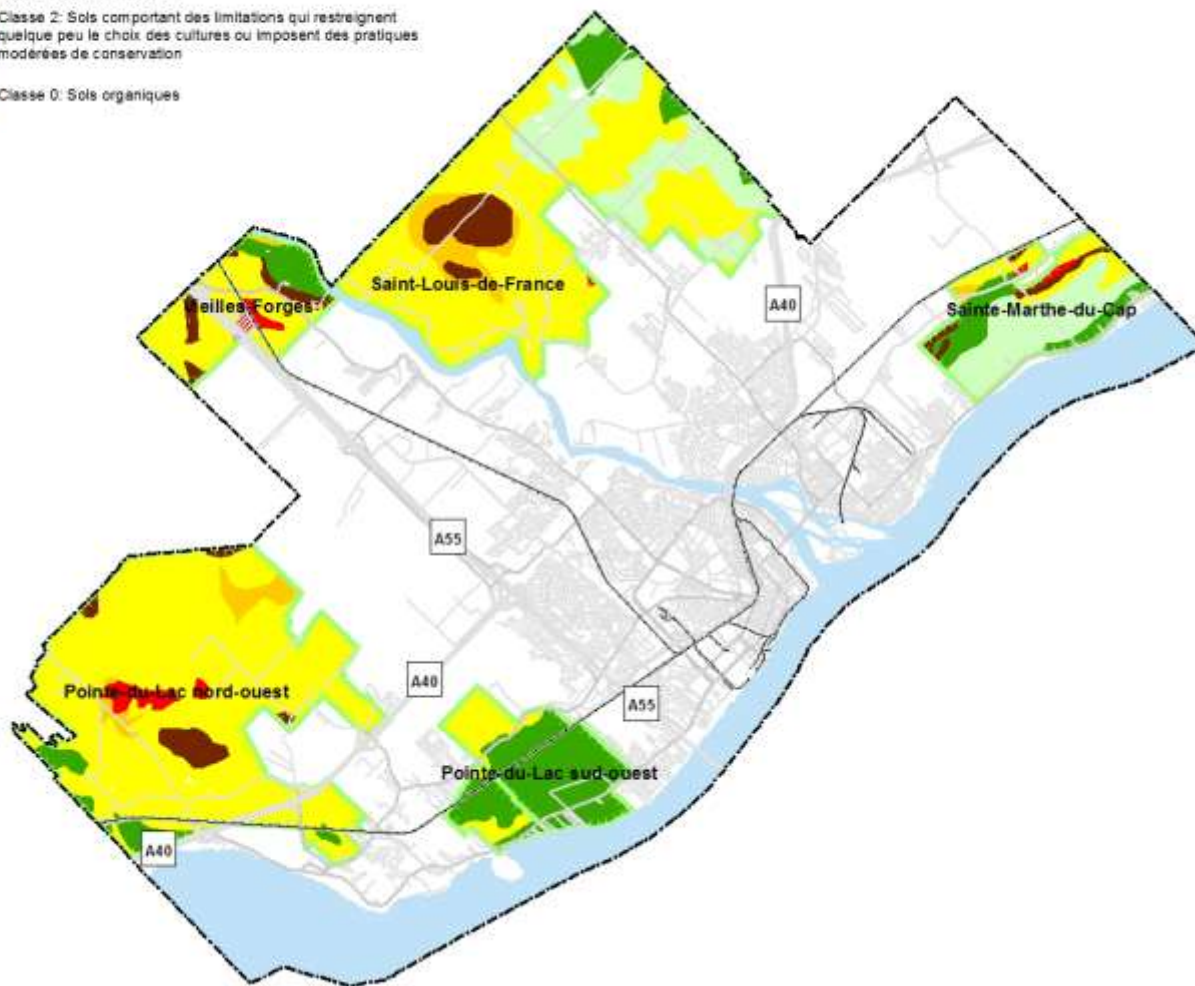 Classe 2: Sols comportant des limitations qui restreignent
quelque peu le choix des cultures ou imposent des pratiques
modérées de conservation
Classe 0: Sols organiques
Saint-Louis-de-France
Vieilles-Forges
A40
Sainte-Marthe-du-Cap
A55
Pointe-du-Lac nord-ouest
A40
A55
Pointe-du-Lac sud-ouest
A40